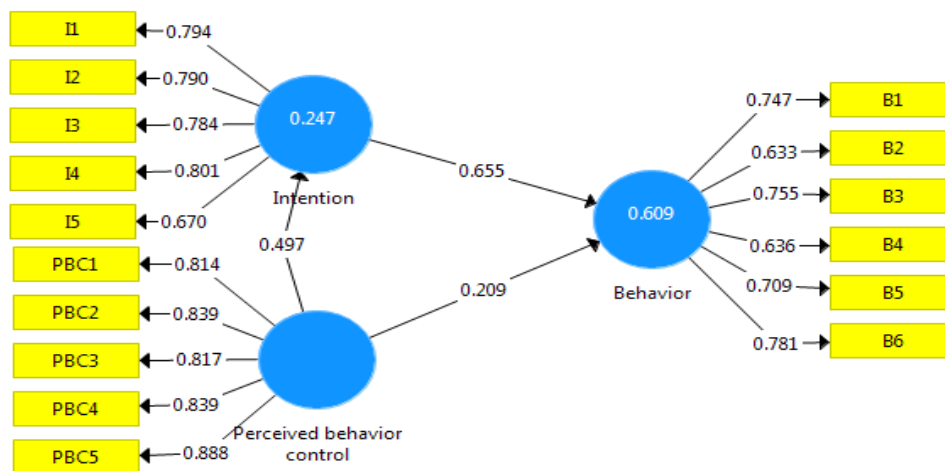 I1
0.794
I2
0.790
I3
0.784
I4
0.801
I5
0.670
0.247
Intention
0.497
PBC1
0.814
PBC2
0.839
PBC3
0.817
PBC4
0.839
PBC5
0.888
Perceived behavior
control
0.655
0.209
0.609
Behavior
0.747
B1
0.633
B2
0.755
B3
0.636
B4
0.709
B5
0.781
B6